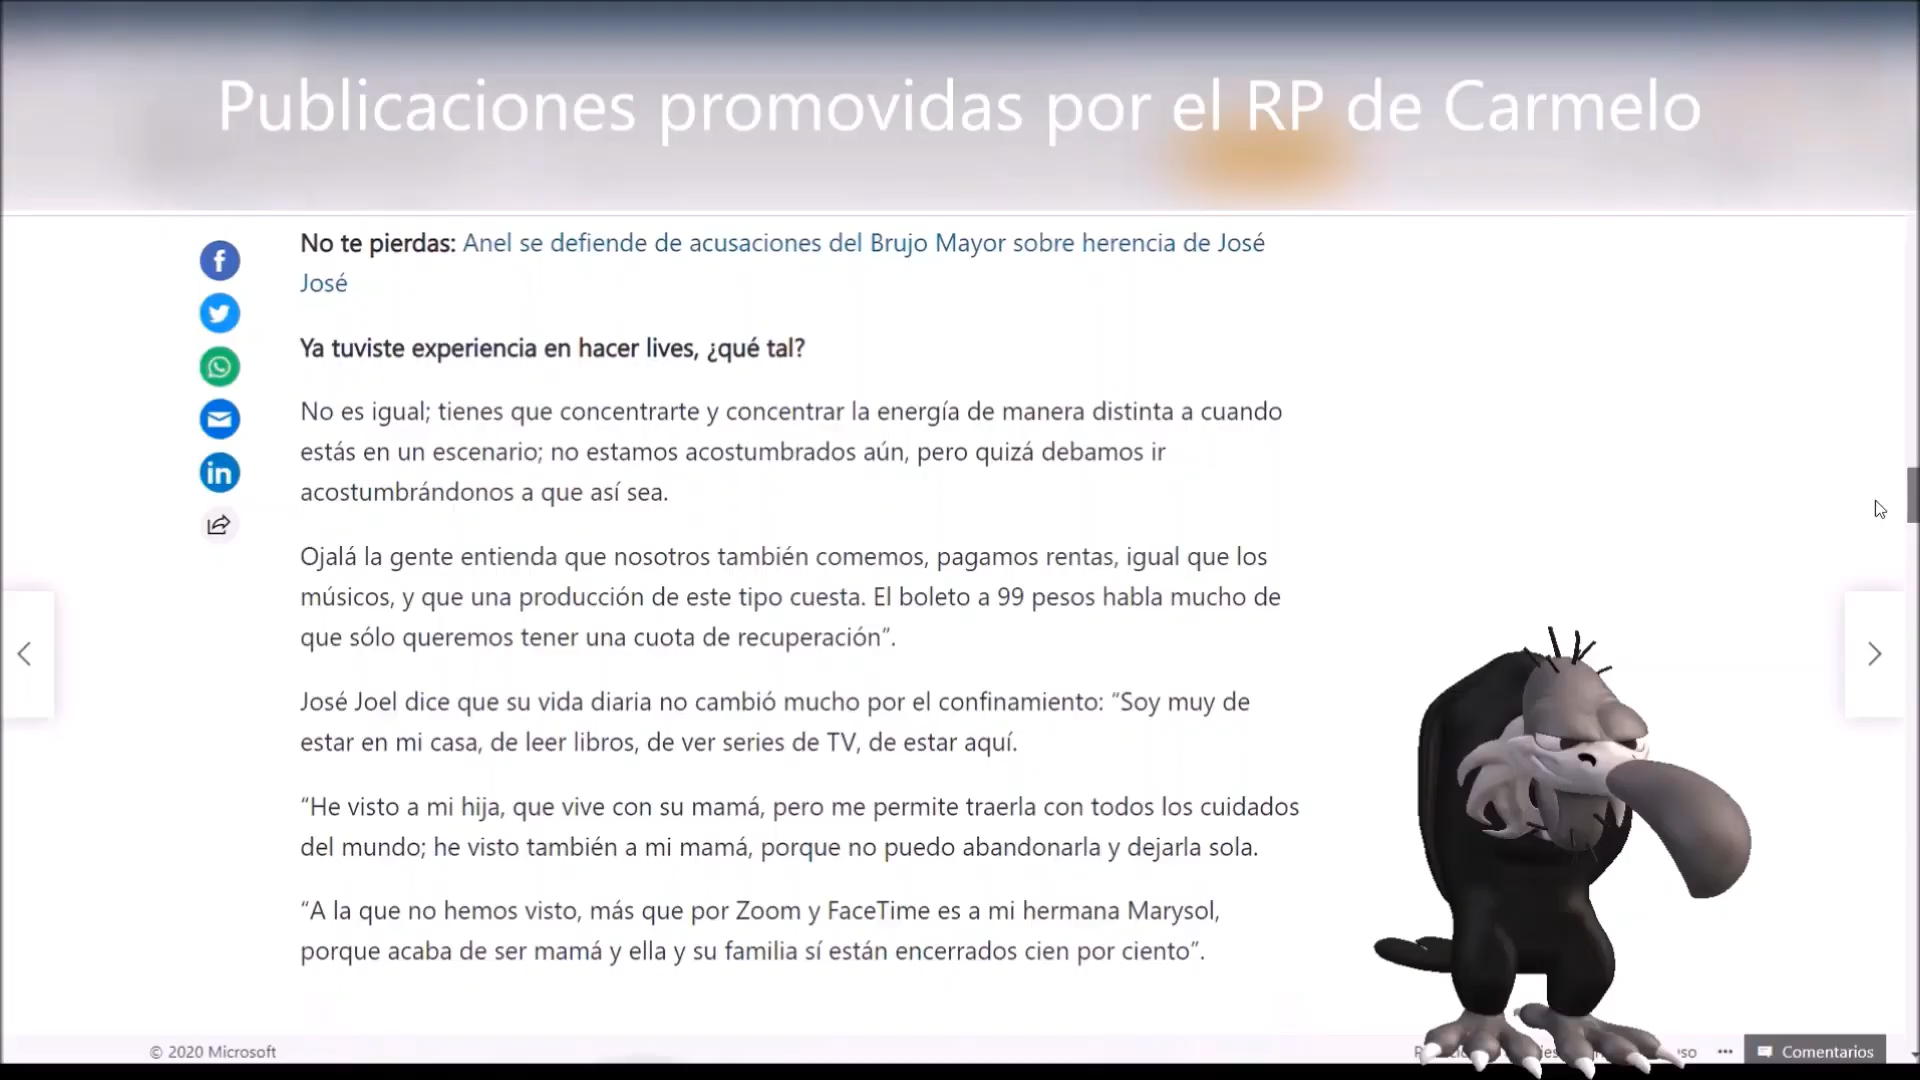 Publicaciones promovidas por el RP de Carmelo
No te pierdas: Anel se defiende de acusaciones del Brujo Mayor sobre herencia de José
José
Ya tuviste experiencia en hacer lives, ¿qué tal?
No es igual; tienes que concentrarte y concentrar la energía de manera distinta a cuando
estás en un escenario; no estamos acostumbrados aún, pero quizá debamos ir
acostumbrándonos a que así sea.
Ojalá la gente entienda que nosotros también comemos, pagamos rentas, igual que los
músicos, y que una producción de este tipo cuesta. El boleto a 99 pesos habla mucho de
que sólo queremos tener una cuota de recuperación”.
José Joel dice que su vida diaria no cambió mucho por el confinamiento: “Soy muy de
estar en mi casa, de leer libros, de ver series de TV, de estar aquí.
“He visto a mi hija, que vive con su mamá, pero me permite traerla con todos los cuidados
del mundo; he visto también a mi mamá, porque no puedo abandonarla y dejarla sola.
“A la que no hemos visto, más que por Zoom y FaceTime es a mi hermana Marysol,
porque acaba de ser mamá y ella y su familia sí están encerrados cien por ciento”.
© 2020 Microsoft
Comentarios